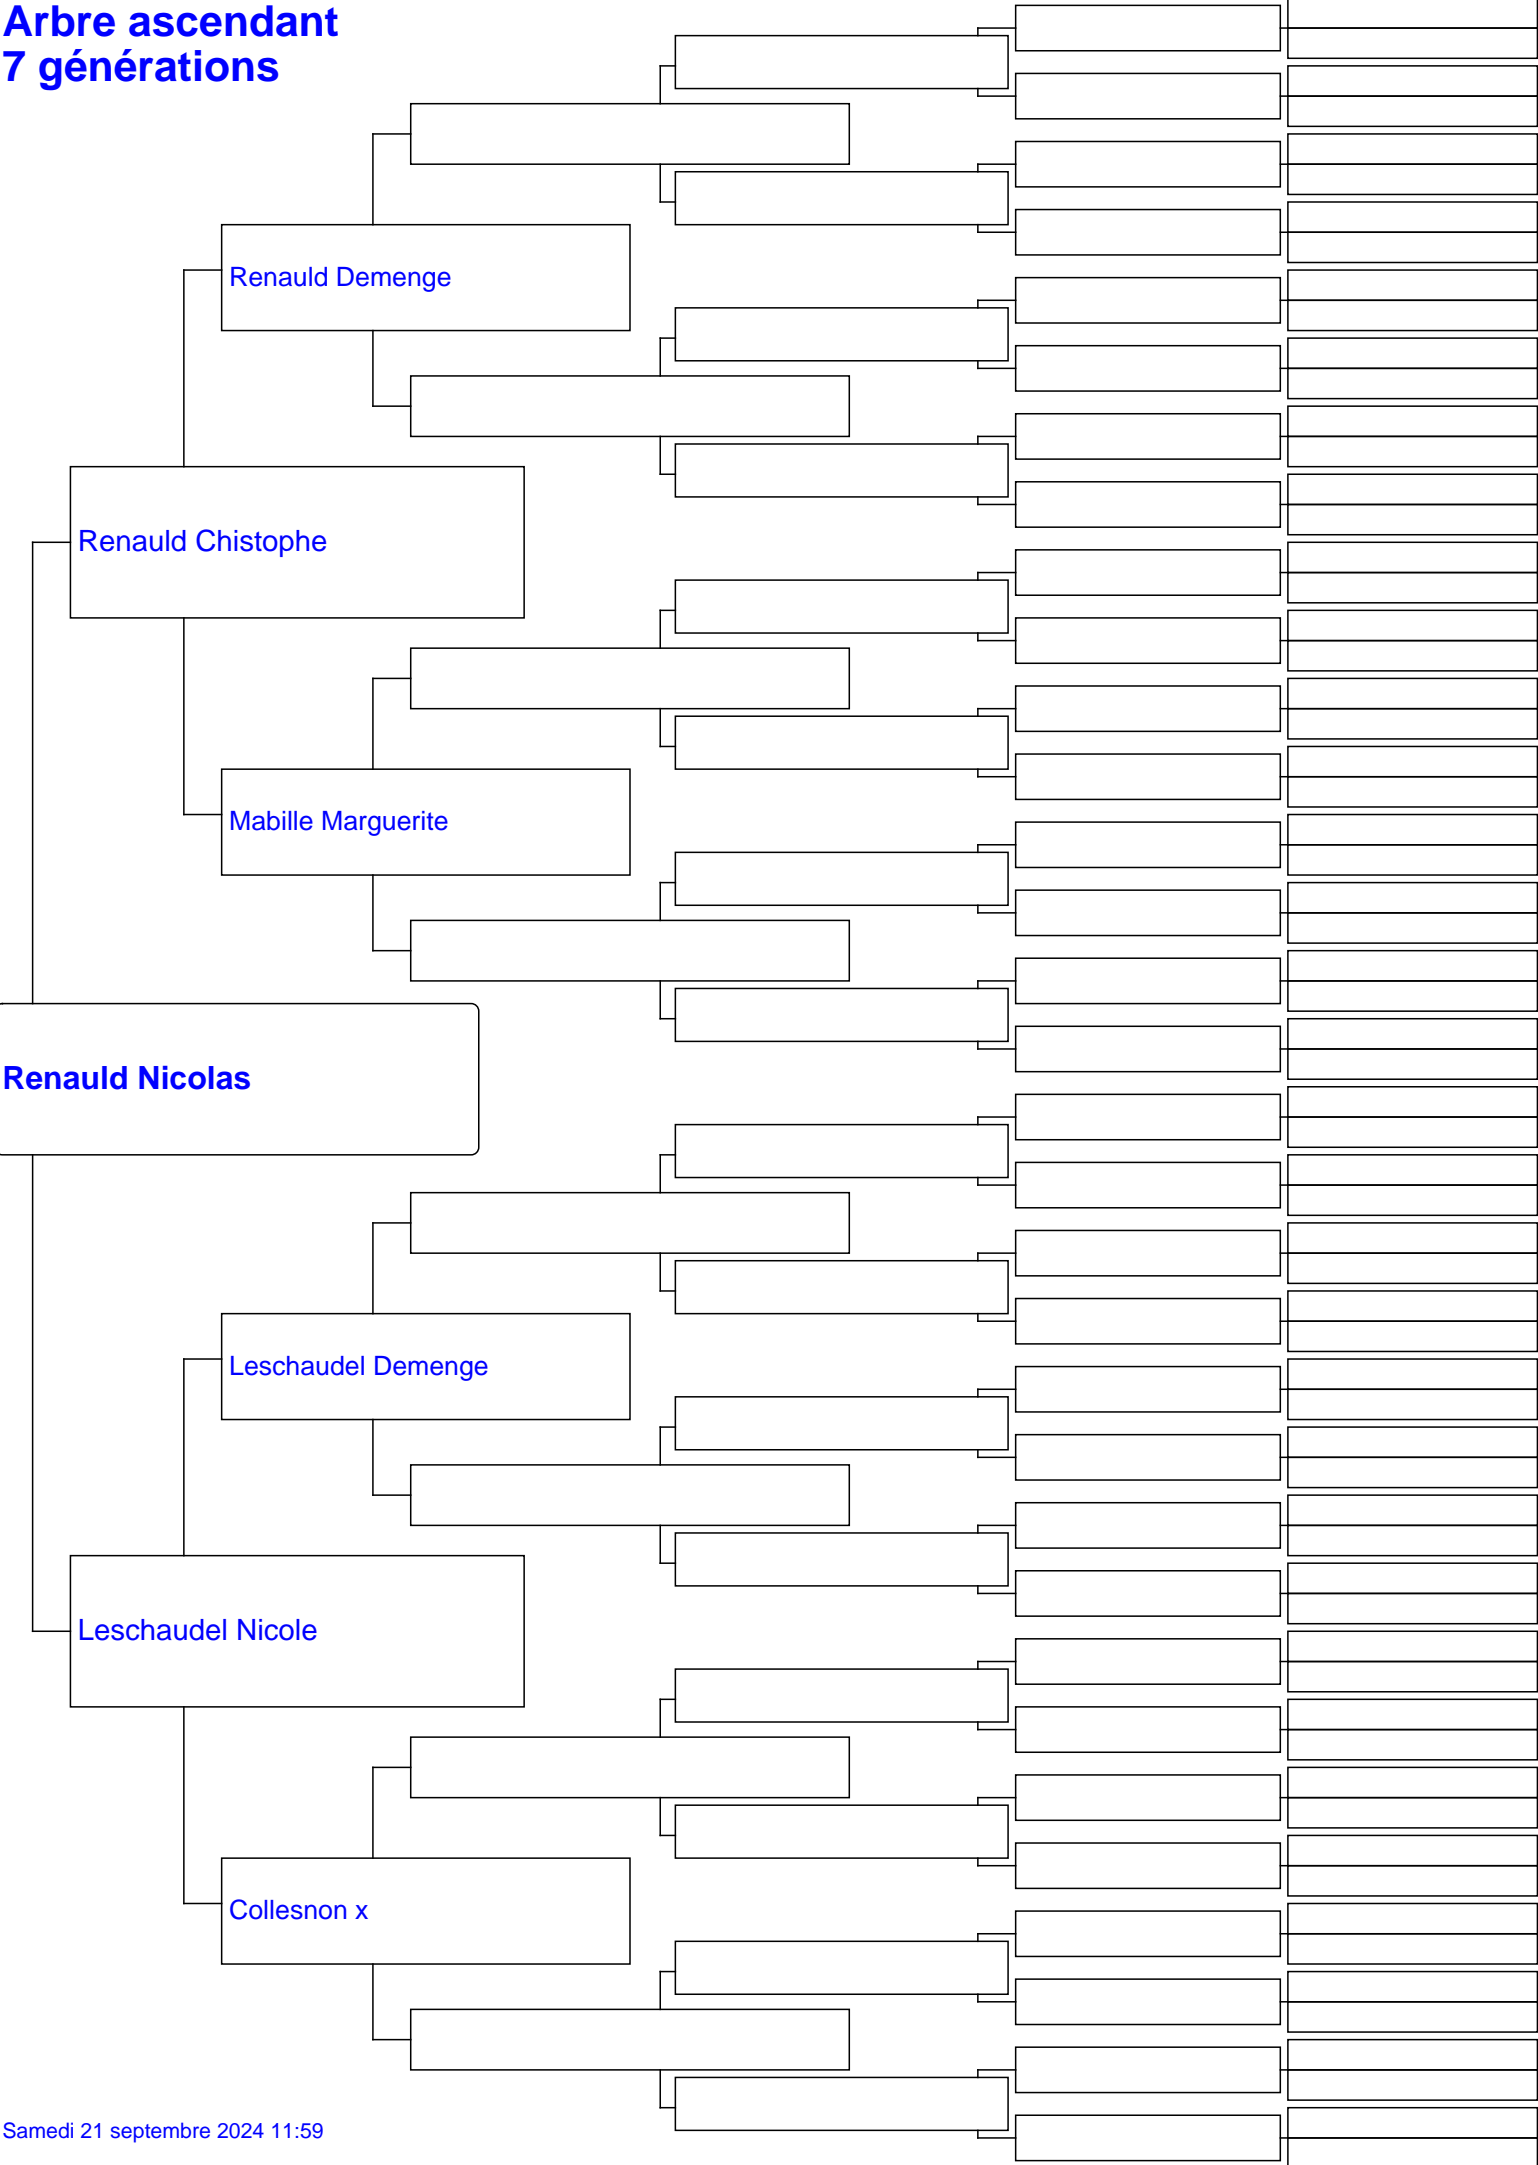 Arbre ascendant
7 générations
Renauld Demenge
Renauld Chistophe
Mabille Marguerite
Renauld Nicolas
Leschaudel Demenge
Leschaudel Nicole
Collesnon x
Samedi 21 septembre 2024 11:59